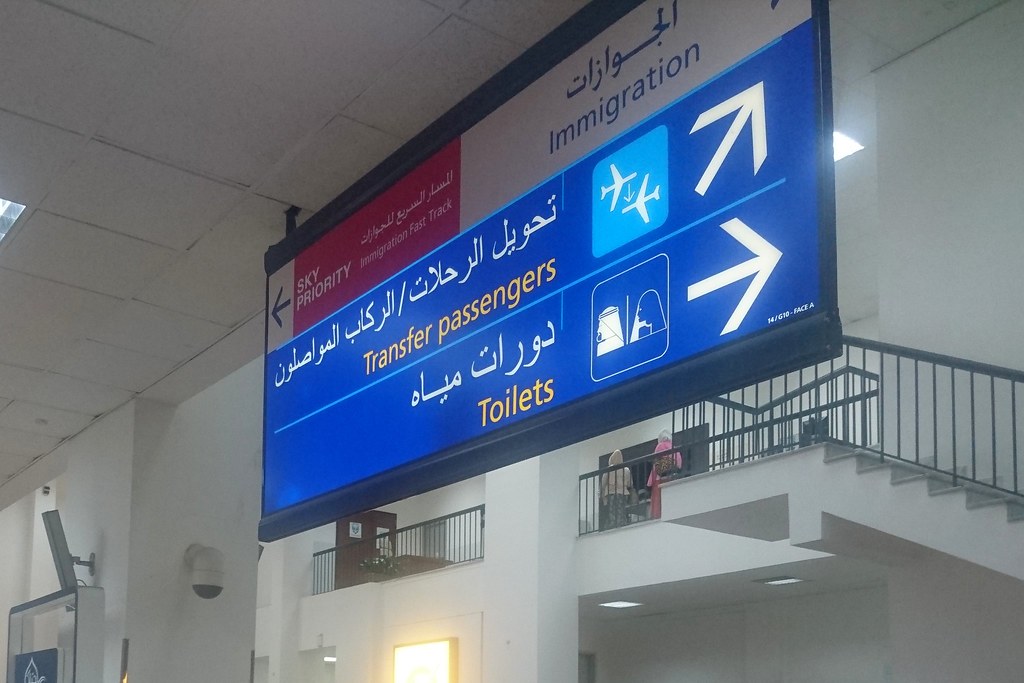 الجوازات
Immigration
SKY
PRIORITY
المسار السريع للجوازات
Immigration Fast Track
تحويل الرحلات/الركاب المواصلون
Transfer passengers
دورات مياه
Toilets
14 / G10 - FACE A